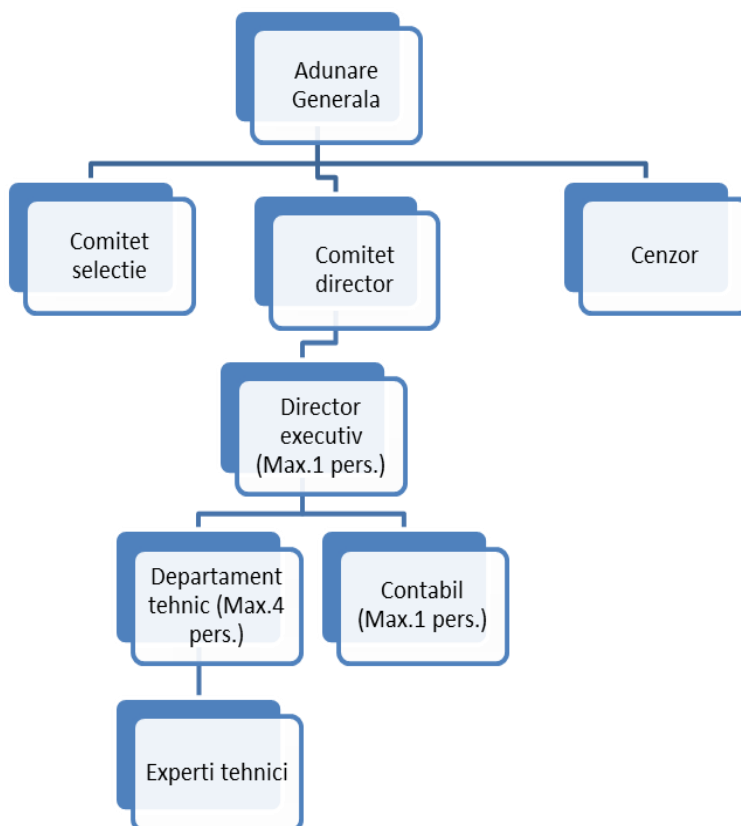 Adunare
Generala
Comitet
selectie
Comitet
director
Cenzor
Director
executiv
(Max.1 pers.)
Departament
tehnic (Max.4
pers.)
Contabil
(Max.1 pers.)
Experti tehnici